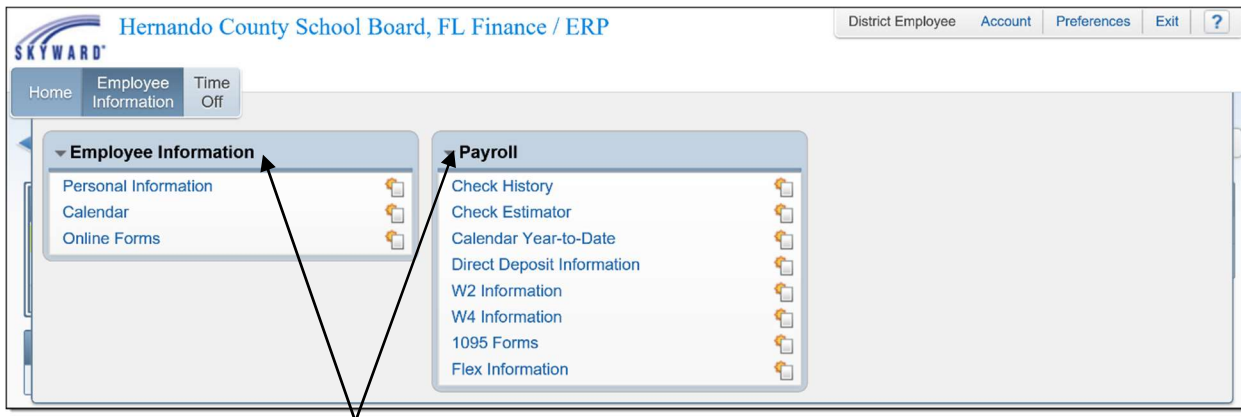 Hernando County School Board, FL Finance / ERP
District Employee Account Preferences Exit ?
SKYWARD®
Home
Employee
Information
Time
Off
Employee Information
Personal Information
Calendar
Online Forms
Payroll
Check History
Check Estimator
Calendar Year-to-Date
Direct Deposit Information
W2 Information
W4 Information
1095 Forms
Flex Information